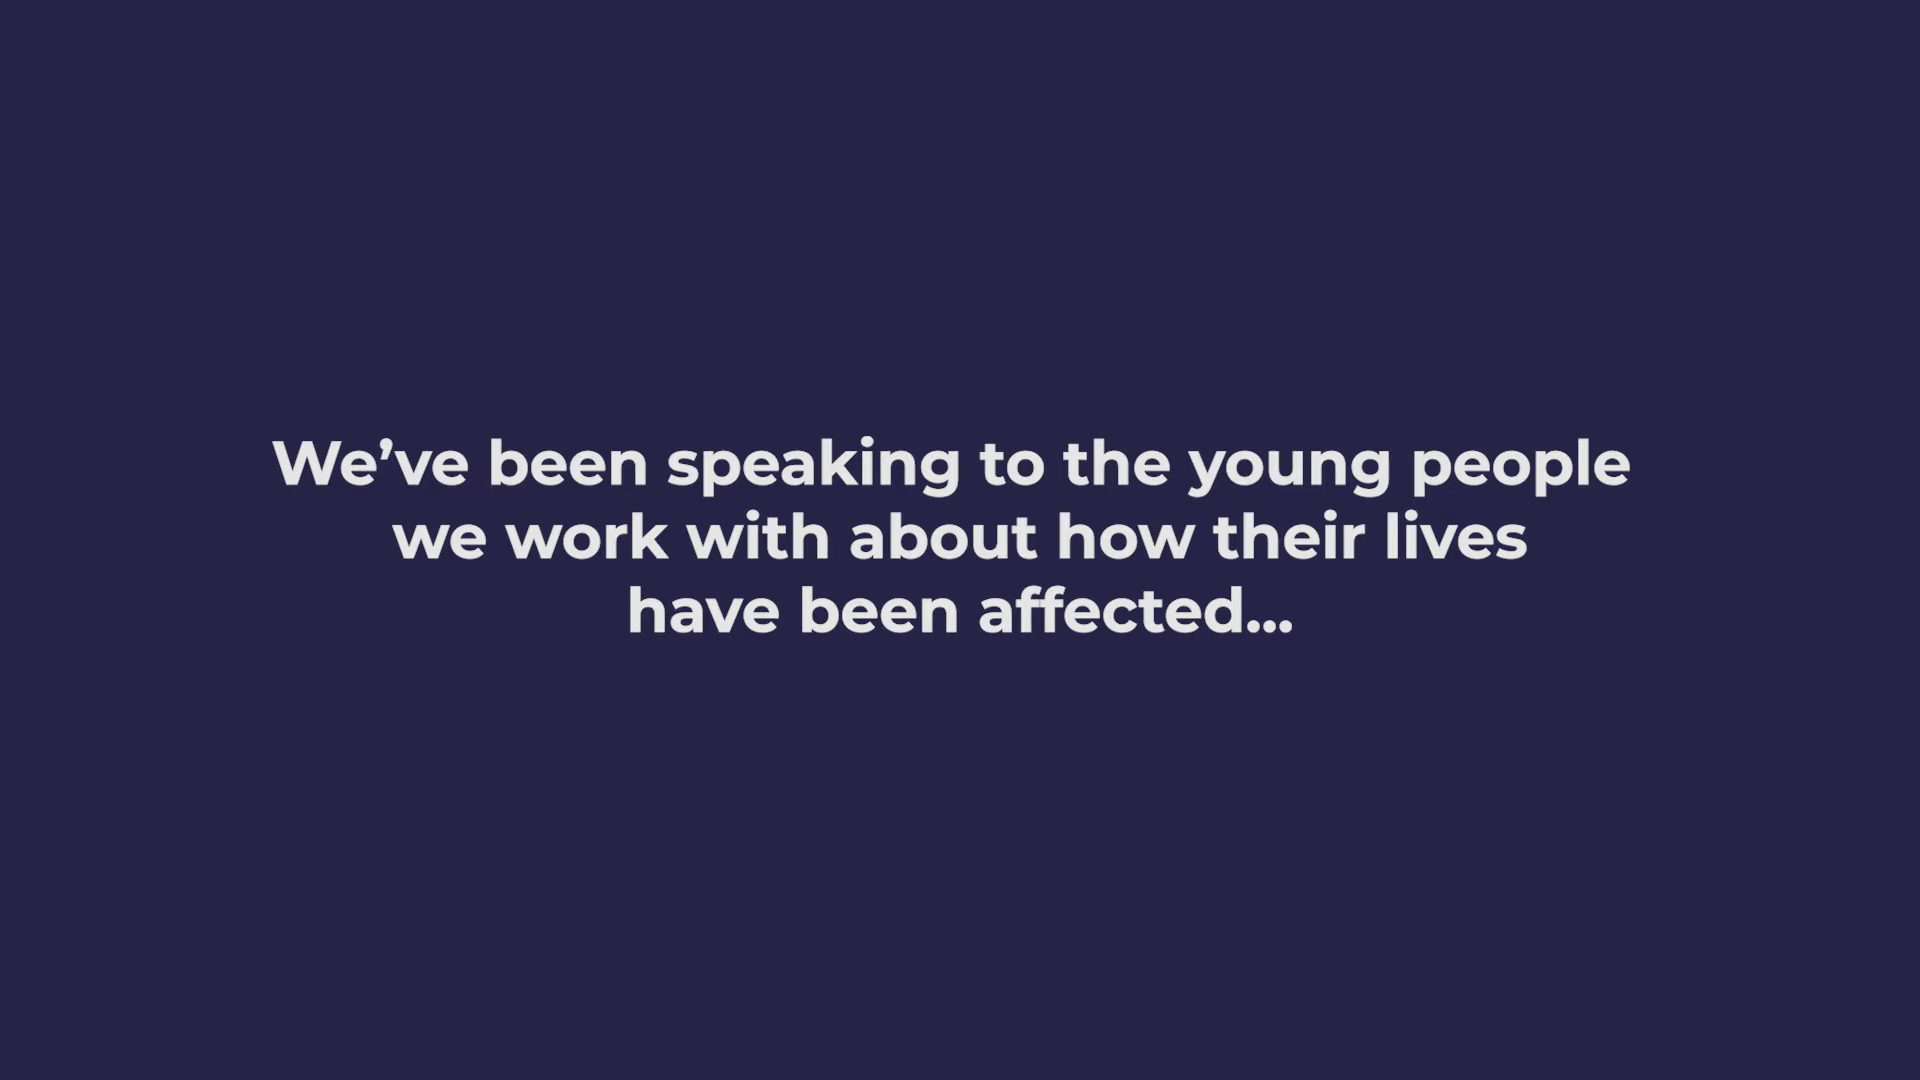 We’ve been speaking to the young people
we work with about how their lives
have been affected...